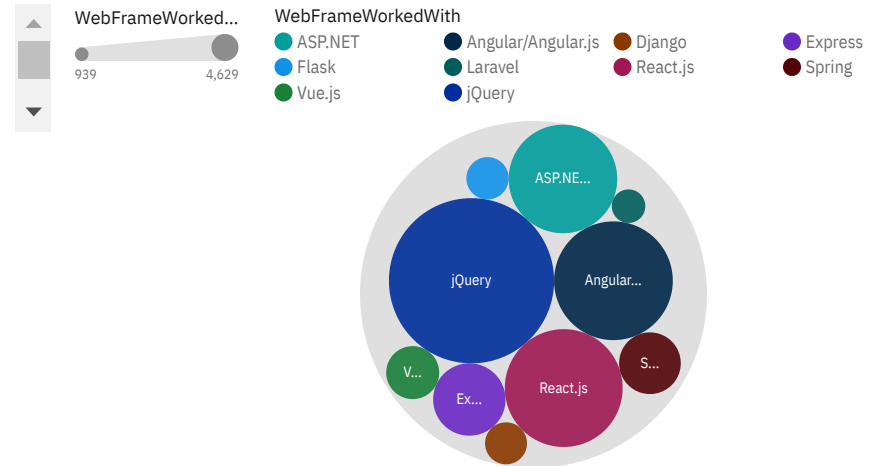 WebFrameWorked...
939 4,629
WebFrameWorkedWith
ASP.NET Angular/Angular.js Django Express
Flask Laravel React.js Spring
Vue.js jQuery
ASP.NE...
jQuery Angular...
V... Ex... React.js S...